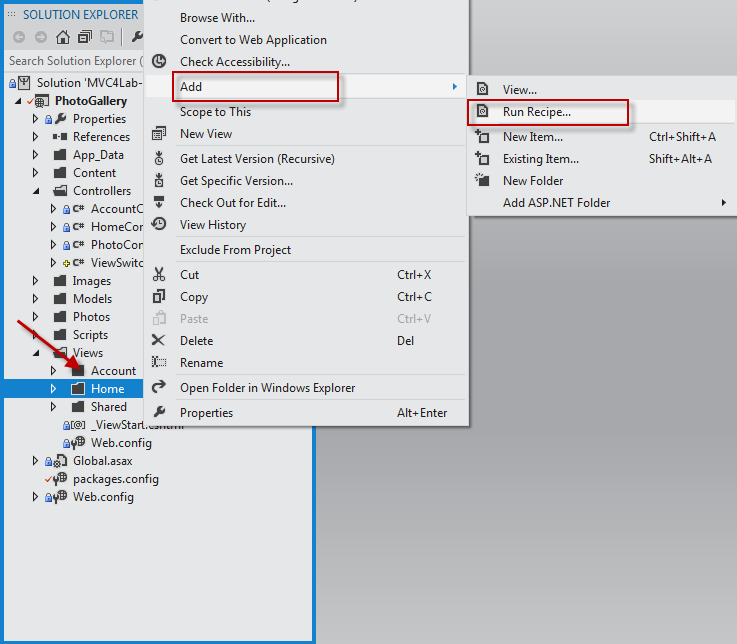 SOLUTION EXPLORER
Search Solution Explorer (
Solution 'MVC4Lab-
PhotoGallery
Properties
References
App_Data
Content
Controllers
C# AccountC
C# HomeCor
C# PhotoCon
C# ViewSwitc
Images
Models
Photos
Scripts
Views
Account
Home
Shared
_ViewStart.cshtml
Web.config
Global.asax
packages.config
Web.config
Browse With...
Convert to Web Application
Check Accessibility...
Add
Scope to This
New View
Get Latest Version (Recursive)
Get Specific Version...
Check Out for Edit...
View History
Exclude From Project
Cut Ctrl+X
Copy Ctrl+C
Paste Ctrl+V
Delete Del
Rename
Open Folder in Windows Explorer
Properties Alt+Enter
View...
Run Recipe...
New Item... Ctrl+Shift+A
Existing Item... Shift+Alt+A
New Folder
Add ASP.NET Folder